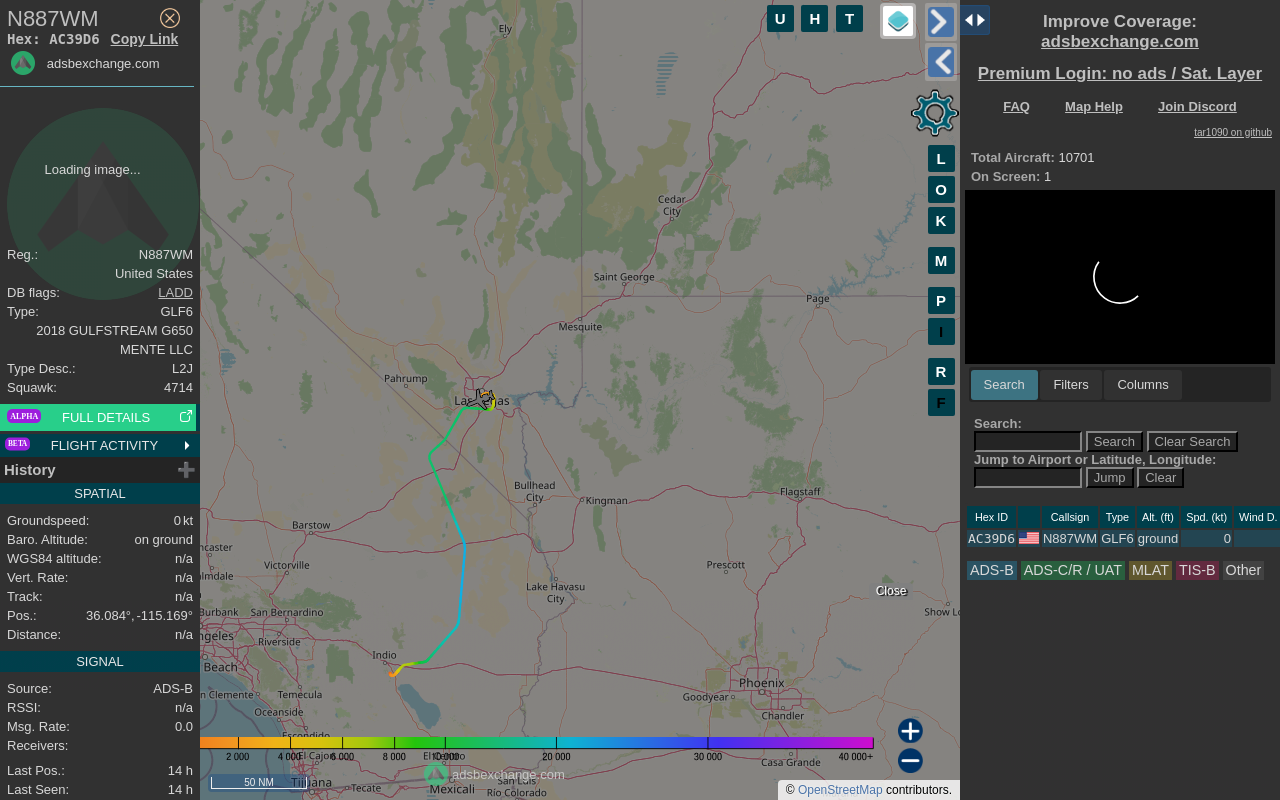 N887WM
Hex: AC39D6 Copy Link
adsbexchange.com
Loading image...
Reg.: N887WM
United States
DB flags: LADD
Type: GLF6
2018 GULFSTREAM G650
MENTE LLC
Type Desc.: L2J
Squawk: 4714
ALPHA FULL DETAILS
BETA FLIGHT ACTIVITY
History
SPATIAL
Groundspeed: 0 kt
Baro. Altitude: on ground
WGS84 altitude: n/a
Vert. Rate: n/a
Track: n/a
Pos.: 36.084°, -115.169°
Distance: n/a
SIGNAL
Source: ADS-B
RSSI: n/a
Msg. Rate: 0.0
Receivers:
Last Pos.: 14 h
Last Seen: 14 h
U H T
L
O
K
M
P
I
R
F
Ely
Cedar
City
Saint George
Page
Mesquite
Pahrump
Bullhead
City
Kingman
Flagstaff
Barstow
ncaster
Victorville
almdale
Prescott
Lake Havasu
City
Close
Burbank San Bernardino
Show Lo
ngeles
Riverside
Indio
Beach
Phoenix
n Clemente
Temecula
Goodyear
Oceanside
Chandler
Escondido
2 000 6 000 8 000 20 000 30 000 40 000+
El Cajon
El Centro
Casa Grande
adsbexchange.com
50 NM
Tijuana
Tecate
Mexicali
San Luis
Río Colorado
© OpenStreetMap contributors.
Improve Coverage:
adsbexchange.com
Premium Login: no ads / Sat. Layer
FAQ Map Help Join Discord
tar1090 on github
Total Aircraft: 10701
On Screen: 1
Search Filters Columns
Search:
Search Clear Search
Jump to Airport or Latitude, Longitude:
Jump Clear
Hex ID Callsign Type Alt. (ft) Spd. (kt) Wind D.
AC39D6 N887WM GLF6 ground 0
ADS-B ADS-C/R / UAT MLAT TIS-B Other